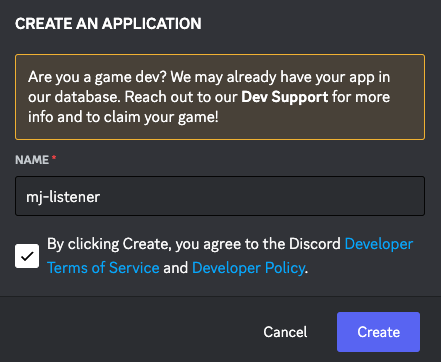 CREATE AN APPLICATION
Are you a game dev? We may already have your app in
our database. Reach out to our Dev Support for more
info and to claim your game!
NAME *
mj-listener
By clicking Create, you agree to the Discord Developer
Terms of Service and Developer Policy.
Cancel
Create